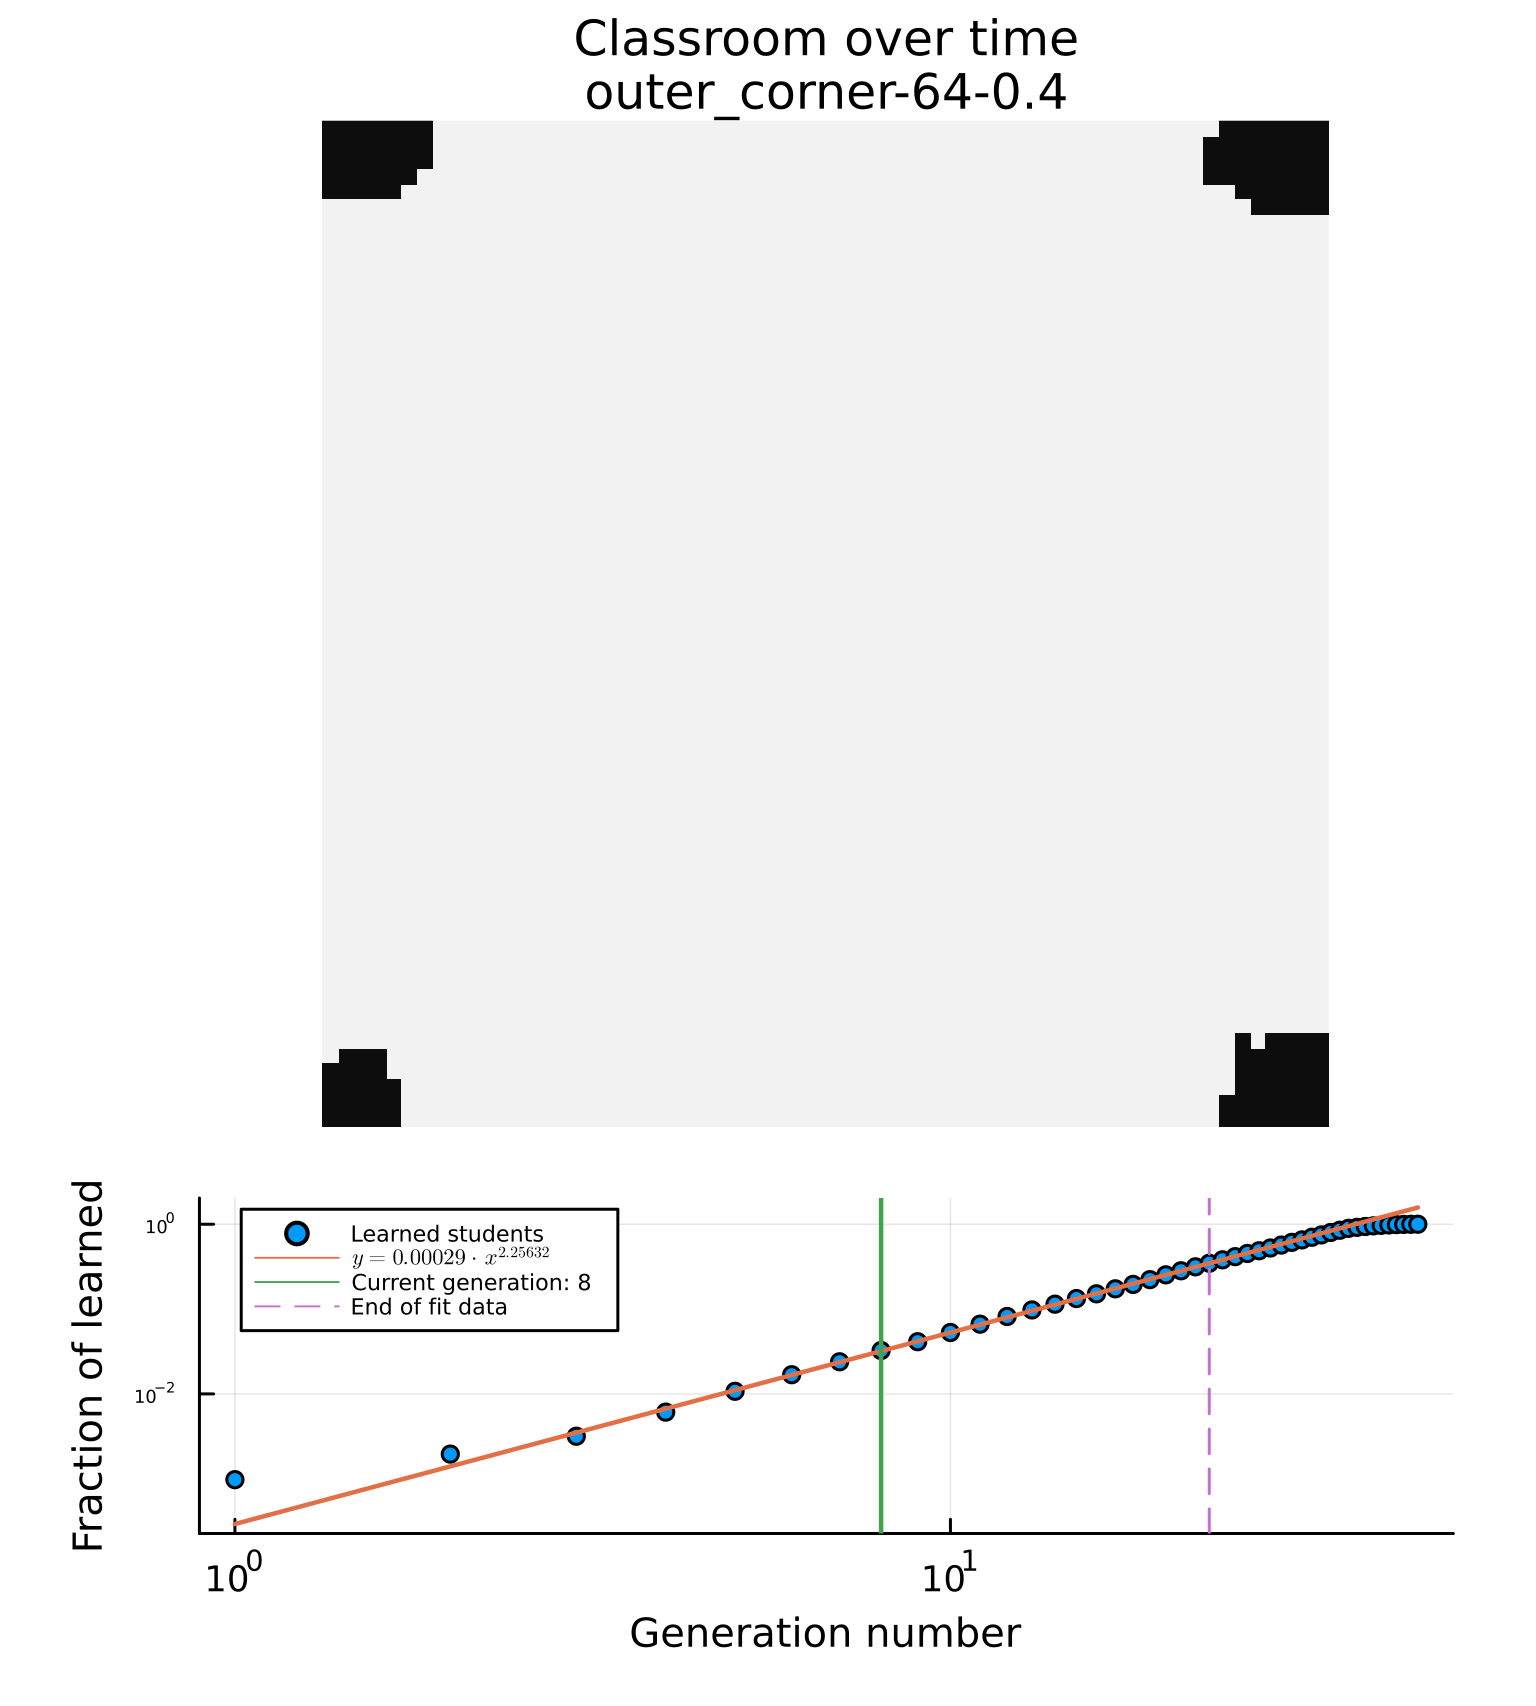 Classroom over time
outer_corner-64-0.4
Fraction of learned
10^0
10^−2
Learned students
y = 0.00029 · x^2.25632
Current generation: 8
End of fit data
10^0
10^1
Generation number